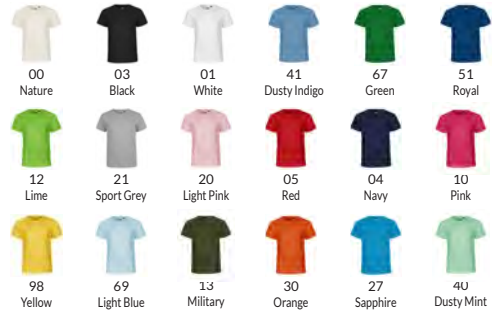 00 03 01 41 67 51
Nature Black White Dusty Indigo Green Royal
12 21 20 05 04 10
Lime Sport Grey Light Pink Red Navy Pink
98 69 13 30 27 40
Yellow Light Blue Military Orange Sapphire Dusty Mint